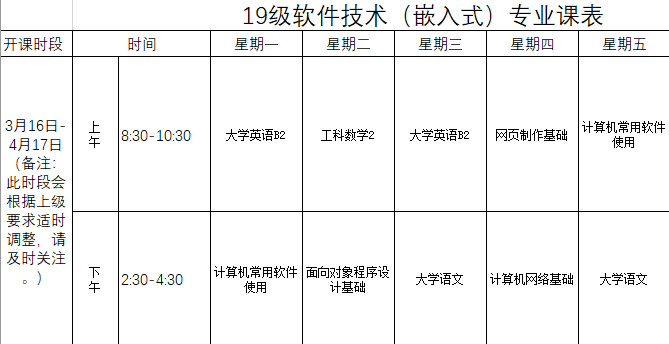 19级软件技术（嵌入式）专业课表
开课时段 时间 星期一 星期二 星期三 星期四 星期五
3月16日-
4月17日
（备注：
此时段会
根据上级
要求适时
调整，请
及时关注
。）
上
午
8:30-10:30
大学英语B2
工科数学2
大学英语B2
网页制作基础
计算机常用软件
使用
下
午
2:30-4:30
计算机常用软件
使用
面向对象程序设
计基础
大学语文
计算机网络基础
大学语文